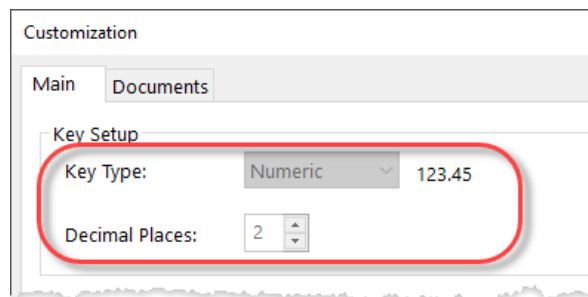 Customization
Main Documents
Key Setup
Key Type: Numeric 123.45
Decimal Places: 2